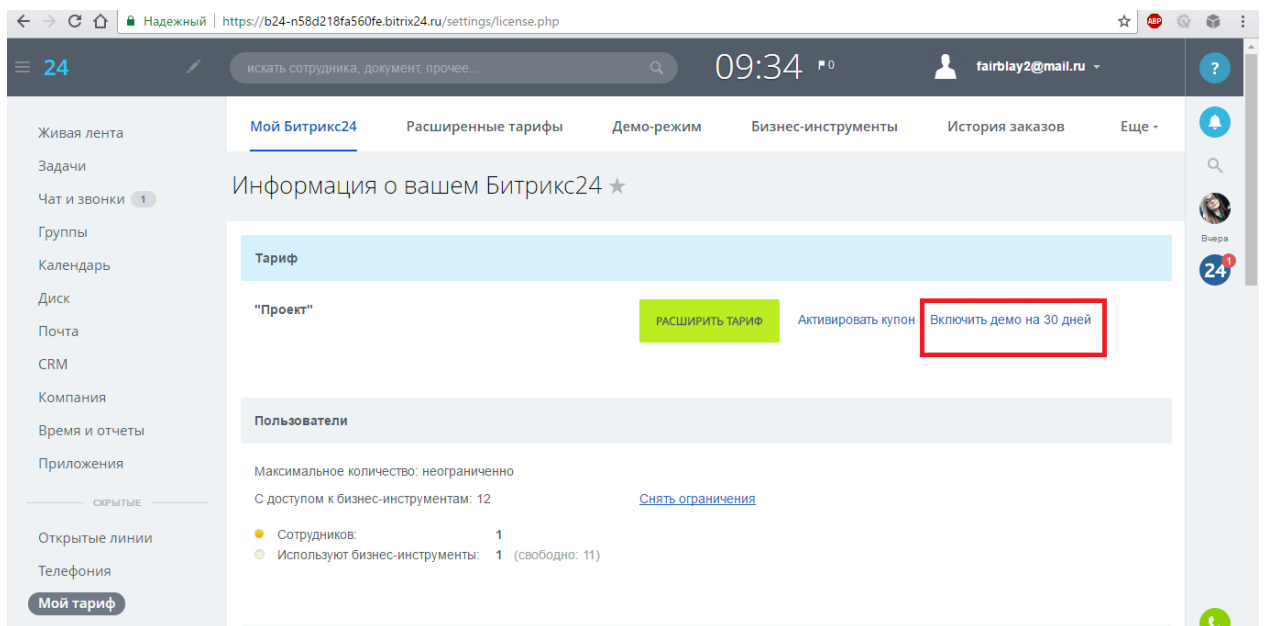 Надежный
https://b24-n58d218fa560fe.bitrix24.ru/settings/license.php
ABP
24
искать сотрудника, документ, прочее...
09:34
0
fairblay2@mail.ru
?
Живая лента
Задачи
Чат и звонки 1
Группы
Календарь
Диск
Почта
CRM
Компания
Время и отчеты
Приложения
СКРЫТЫЕ
Открытые линии
Телефония
Мой тариф
Мой Битрикс24
Расширенные тарифы
Демо-режим
Бизнес-инструменты
История заказов
Еще
Информация о вашем Битрикс24
Тариф
"Проект"
РАСШИРИТЬ ТАРИФ
Активировать купон
Включить демо на 30 дней
Пользователи
Максимальное количество: неограниченно
С доступом к бизнес-инструментам: 12
Снять ограничения
Сотрудников: 1
Используют бизнес-инструменты: 1 (свободно: 11)
Вчера
24
1